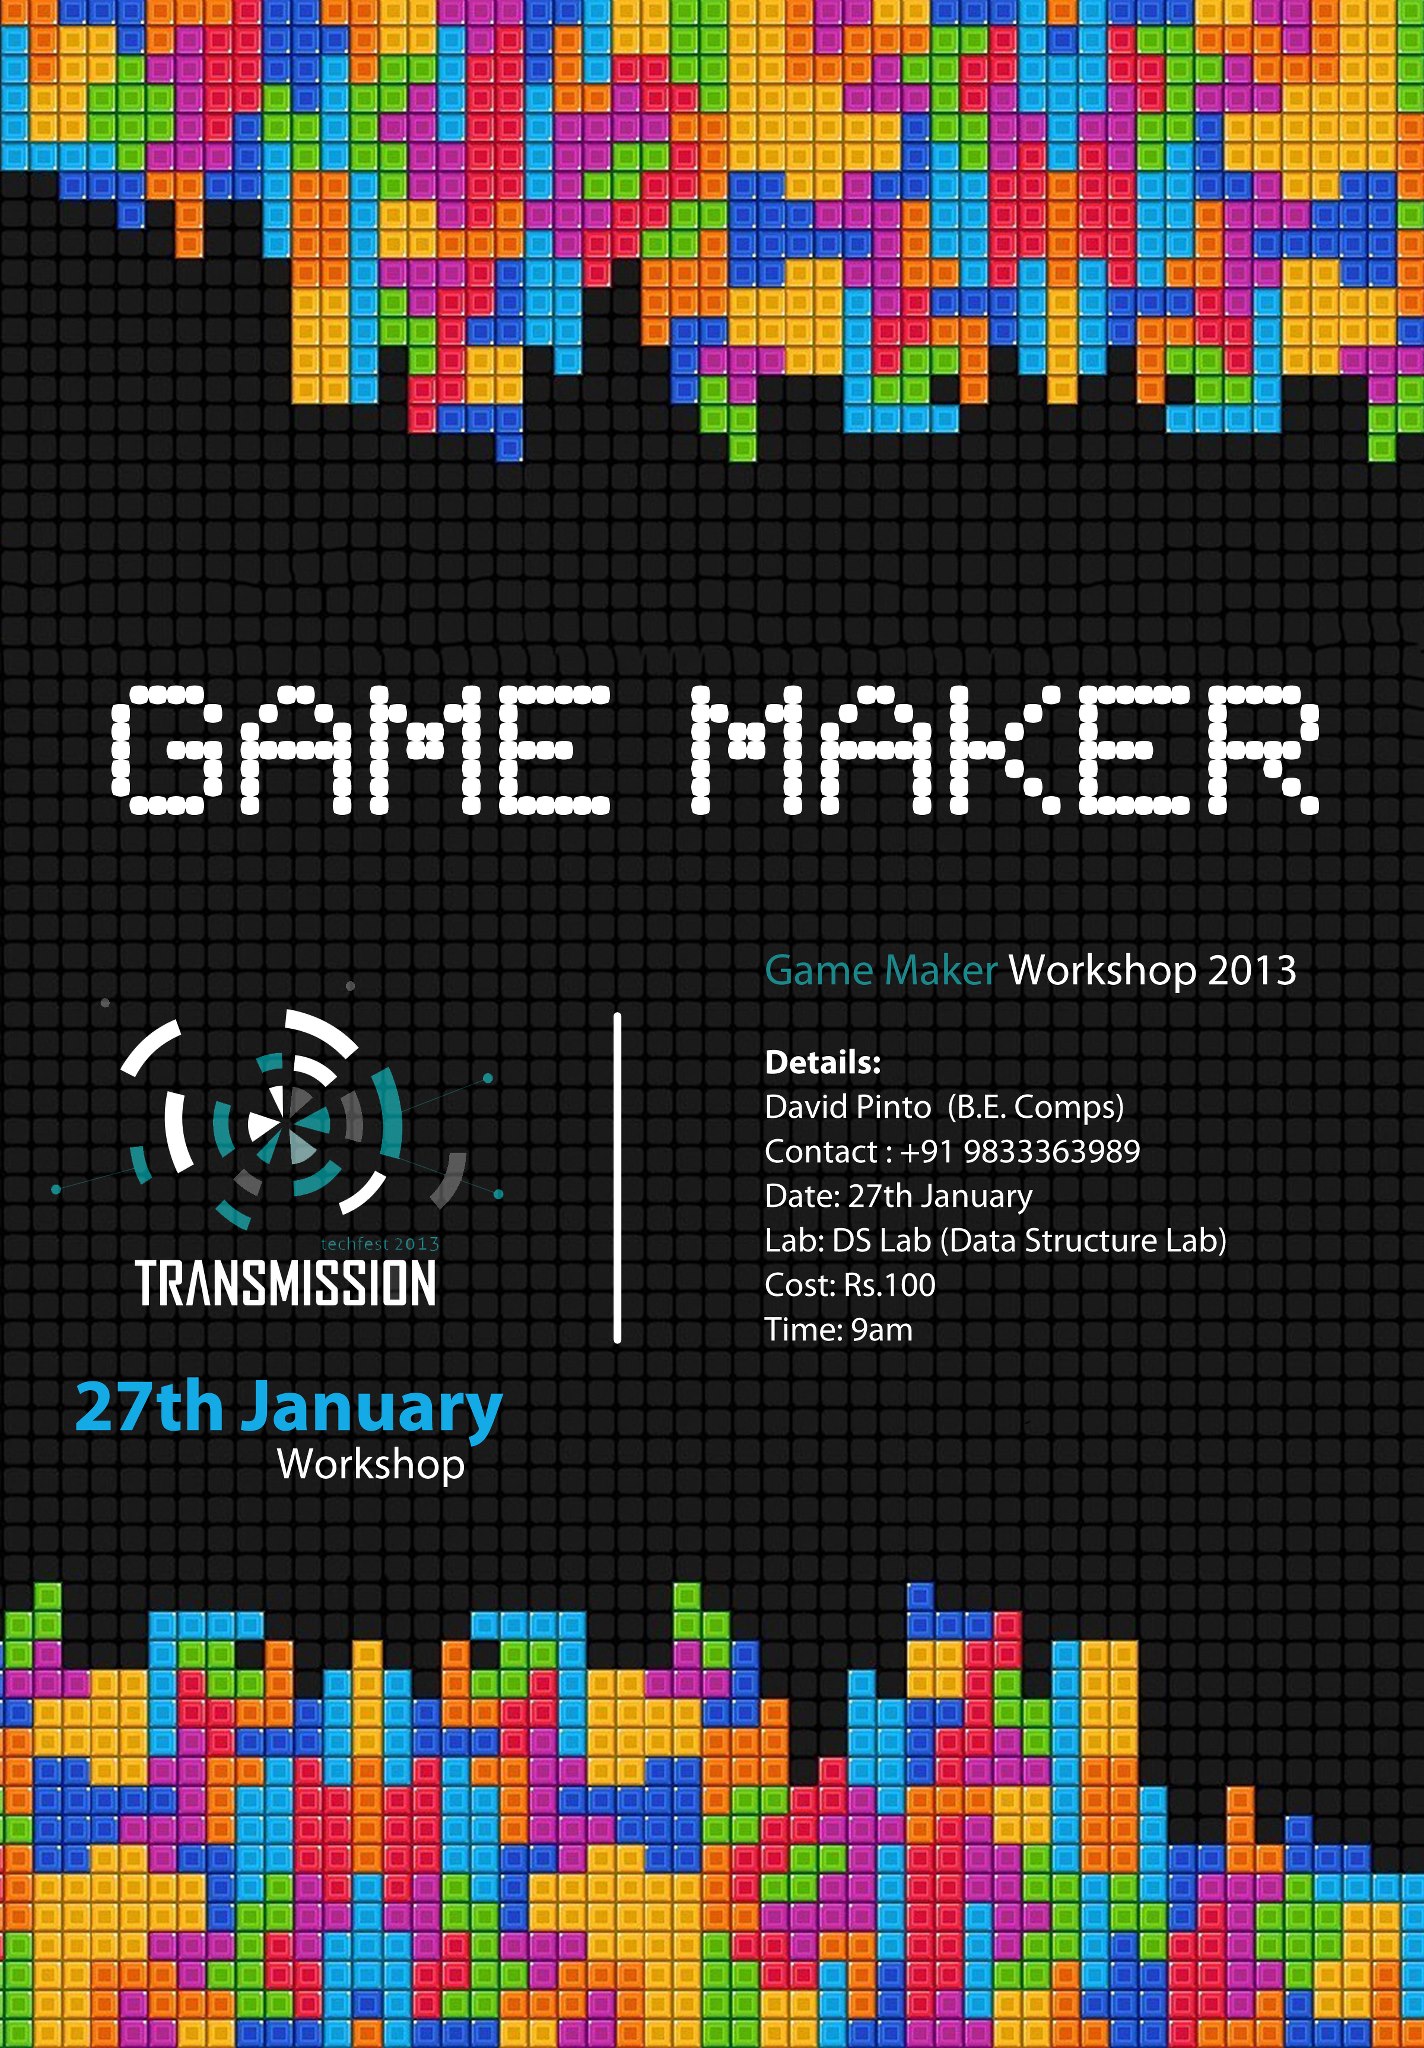 GAME MAKER
Game Maker Workshop 2013
Details:
David Pinto (B.E. Comps)
Contact : +91 9833363989
Date: 27th January
Lab: DS Lab (Data Structure Lab)
Cost: Rs.100
Time: 9am
techfest 2013
TRANSMISSION
27th January
Workshop